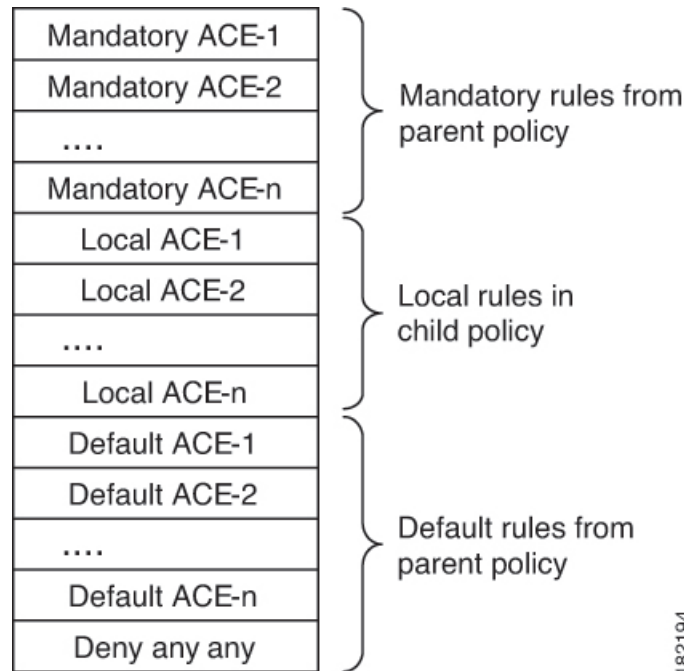 Mandatory ACE-1
Mandatory ACE-2
....
Mandatory ACE-n
Mandatory rules from
parent policy
Local ACE-1
Local ACE-2
....
Local ACE-n
Local rules in
child policy
Default ACE-1
Default ACE-2
....
Default ACE-n
Deny any any
Default rules from
parent policy
182194